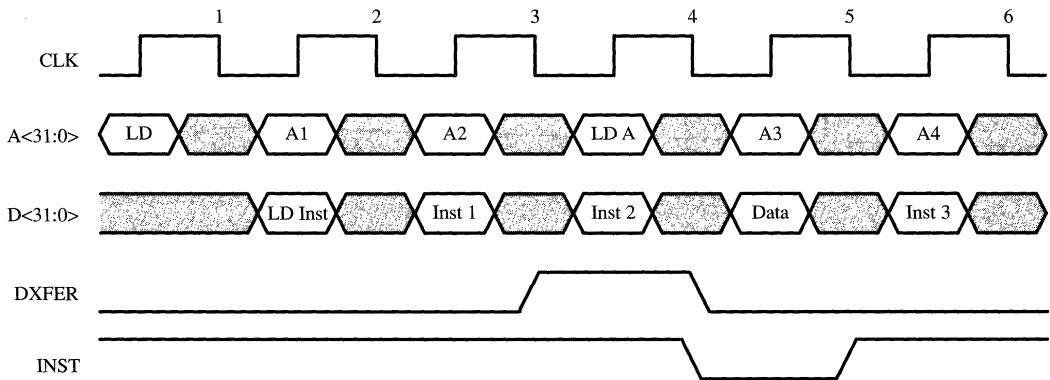 1 2 3 4 5 6
CLK
A<31:0> LD A1 A2 LD A A3 A4
D<31:0> LD Inst Inst 1 Inst 2 Data Inst 3
DXFER
INST